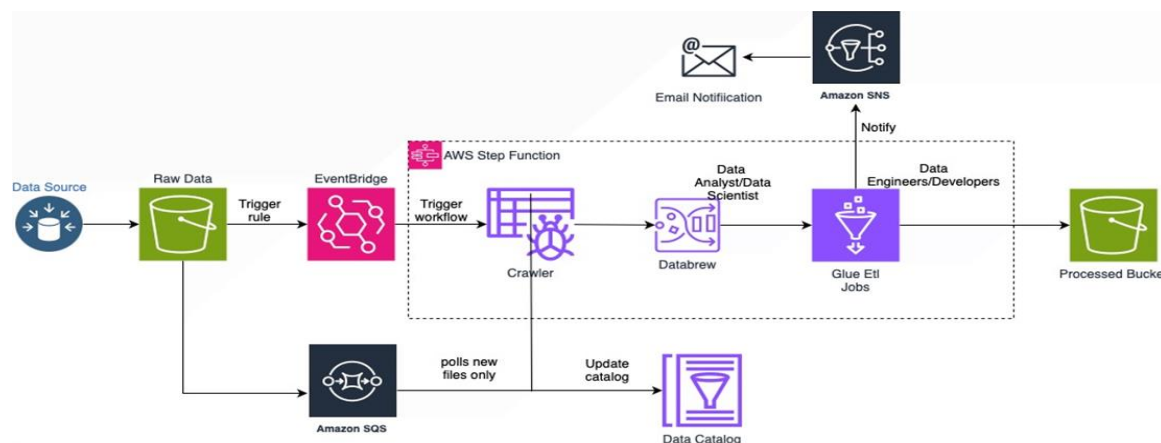 Email Notifiication
Amazon SNS
Notify
AWS Step Function
Data Source
Raw Data
Trigger
rule
EventBridge
Trigger
workflow
Crawler
Data
Analyst/Data
Scientist
Databrew
Glue Etl
Jobs
Data
Engineers/Developers
Processed Bucke
Amazon SQS
polls new
files only
Update
catalog
Data Catalog